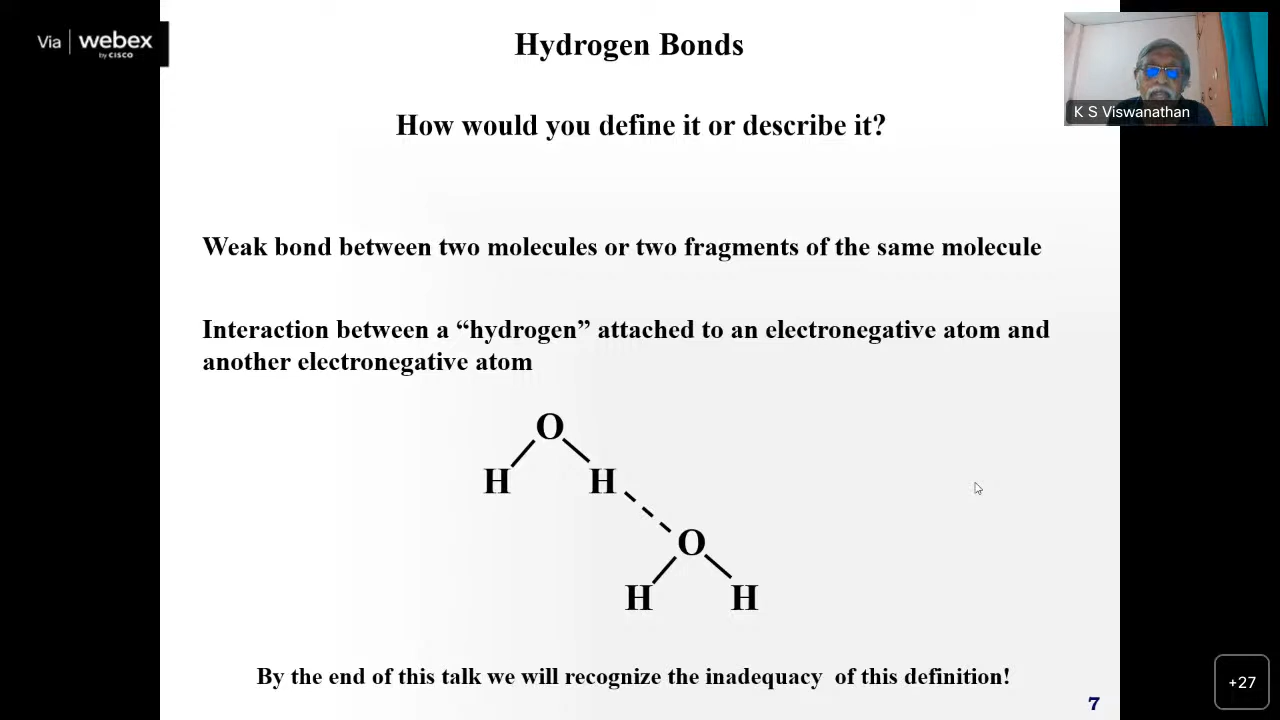 Via webex
by CISCO
Hydrogen Bonds
K S Viswanathan
How would you define it or describe it?
Weak bond between two molecules or two fragments of the same molecule
Interaction between a “hydrogen” attached to an electronegative atom and
another electronegative atom
O
H H
O
H H
By the end of this talk we will recognize the inadequacy of this definition!
+27
7